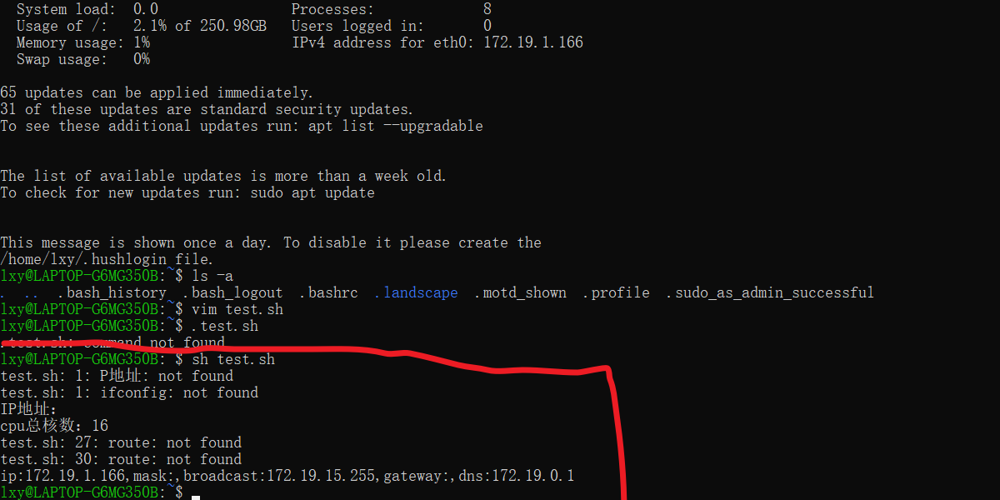 System load: 0.0 Processes: 8
Usage of /: 2.1% of 250.98GB Users logged in: 0
Memory usage: 1% IPv4 address for eth0: 172.19.1.166
Swap usage: 0%
65 updates can be applied immediately.
31 of these updates are standard security updates.
To see these additional updates run: apt list --upgradable
The list of available updates is more than a week old.
To check for new updates run: sudo apt update
This message is shown once a day. To disable it please create the
/home/lxy/.hushlogin file.
lxy@LAPTOP-G6MG350B:~$ ls -a
. .. .bash_history .bash_logout .bashrc .landscape .motd_shown .profile .sudo_as_admin_successful
lxy@LAPTOP-G6MG350B:~$ vim test.sh
lxy@LAPTOP-G6MG350B:~$ .test.sh
.test.sh: command not found
lxy@LAPTOP-G6MG350B:~$ sh test.sh
test.sh: 1: P地址: not found
test.sh: 1: ifconfig: not found
IP地址:
cpu总核数: 16
test.sh: 27: route: not found
test.sh: 30: route: not found
ip:172.19.1.166,mask:,broadcast:172.19.15.255,gateway:,dns:172.19.0.1
lxy@LAPTOP-G6MG350B:~$